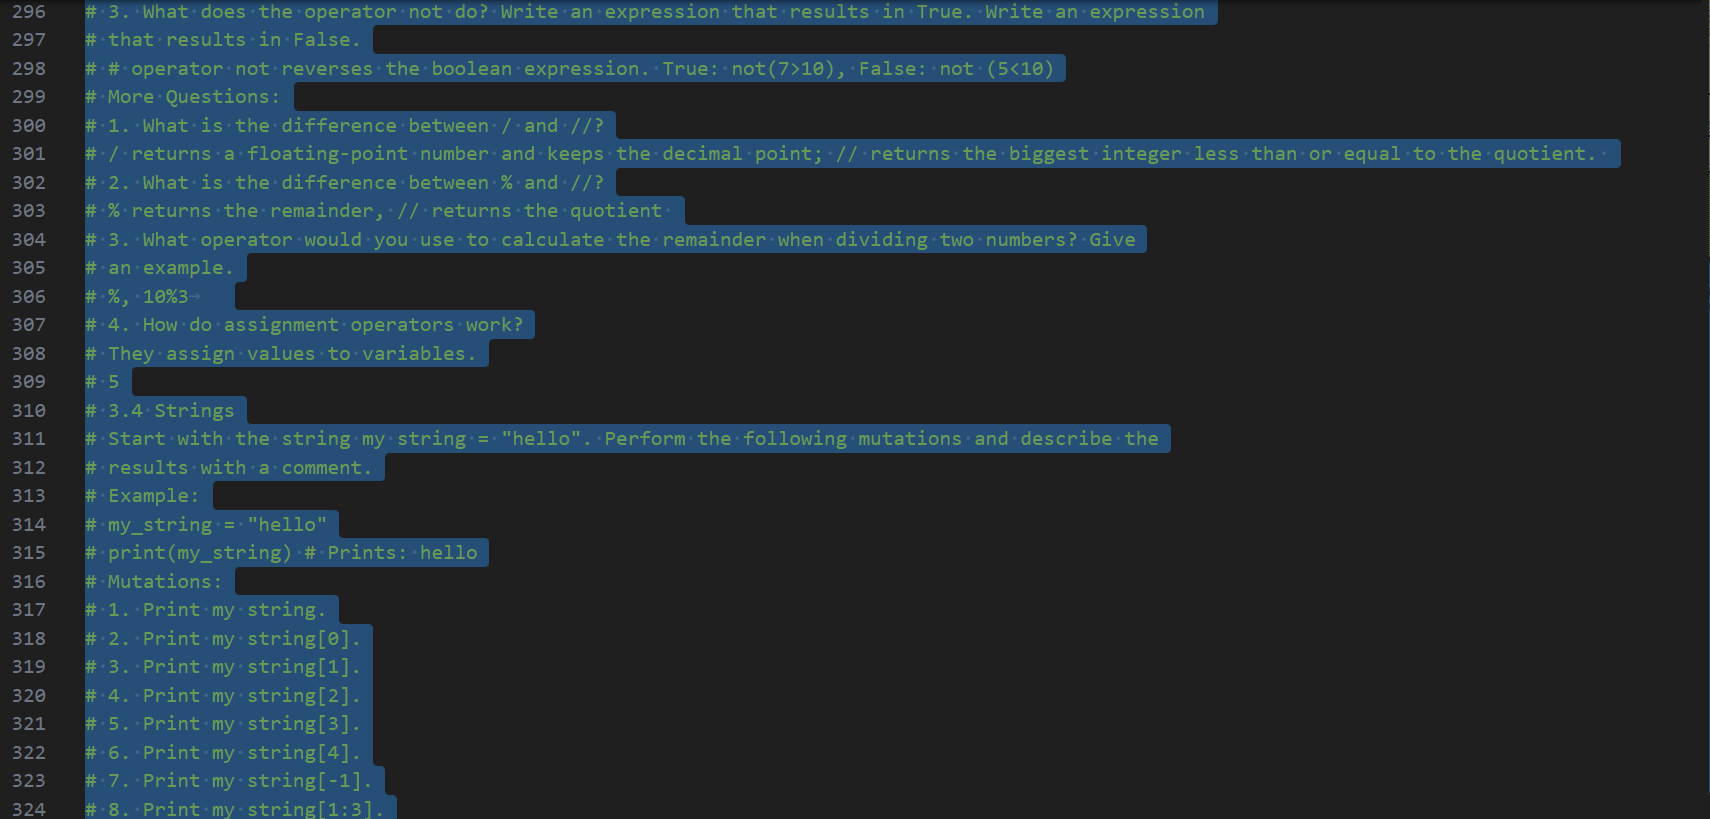 296 # 3. What does the operator not do? Write an expression that results in True. Write an expression
297 # that results in False.
298 # # operator not reverses the boolean expression. True: not(7>10), False: not (5<10)
299 # More Questions:
300 # 1. What is the difference between / and //?
301 # / returns a floating-point number and keeps the decimal point; // returns the biggest integer less than or equal to the quotient.
302 # 2. What is the difference between % and //?
303 # % returns the remainder, // returns the quotient
304 # 3. What operator would you use to calculate the remainder when dividing two numbers? Give
305 # an example.
306 # %, 10%3
307 # 4. How do assignment operators work?
308 # They assign values to variables.
309 # 5
310 # 3.4 Strings
311 # Start with the string my string = "hello". Perform the following mutations and describe the
312 # results with a comment.
313 # Example:
314 # my_string = "hello"
315 # print(my_string) # Prints: hello
316 # Mutations:
317 # 1. Print my string.
318 # 2. Print my string[0].
319 # 3. Print my string[1].
320 # 4. Print my string[2].
321 # 5. Print my string[3].
322 # 6. Print my string[4].
323 # 7. Print my string[-1].
324 # 8. Print my string[1:3].